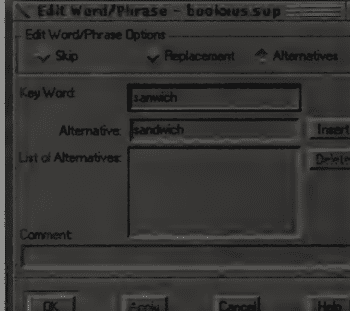 Edit Word/Phrase - bookws sup
Edit Word/Phrase Options
Skip Replacement Alternatives
Key Word: sanwich
Alternative: sandwich Insert
List of Alternatives: Delete
Comment:
OK Apply Cancel Help